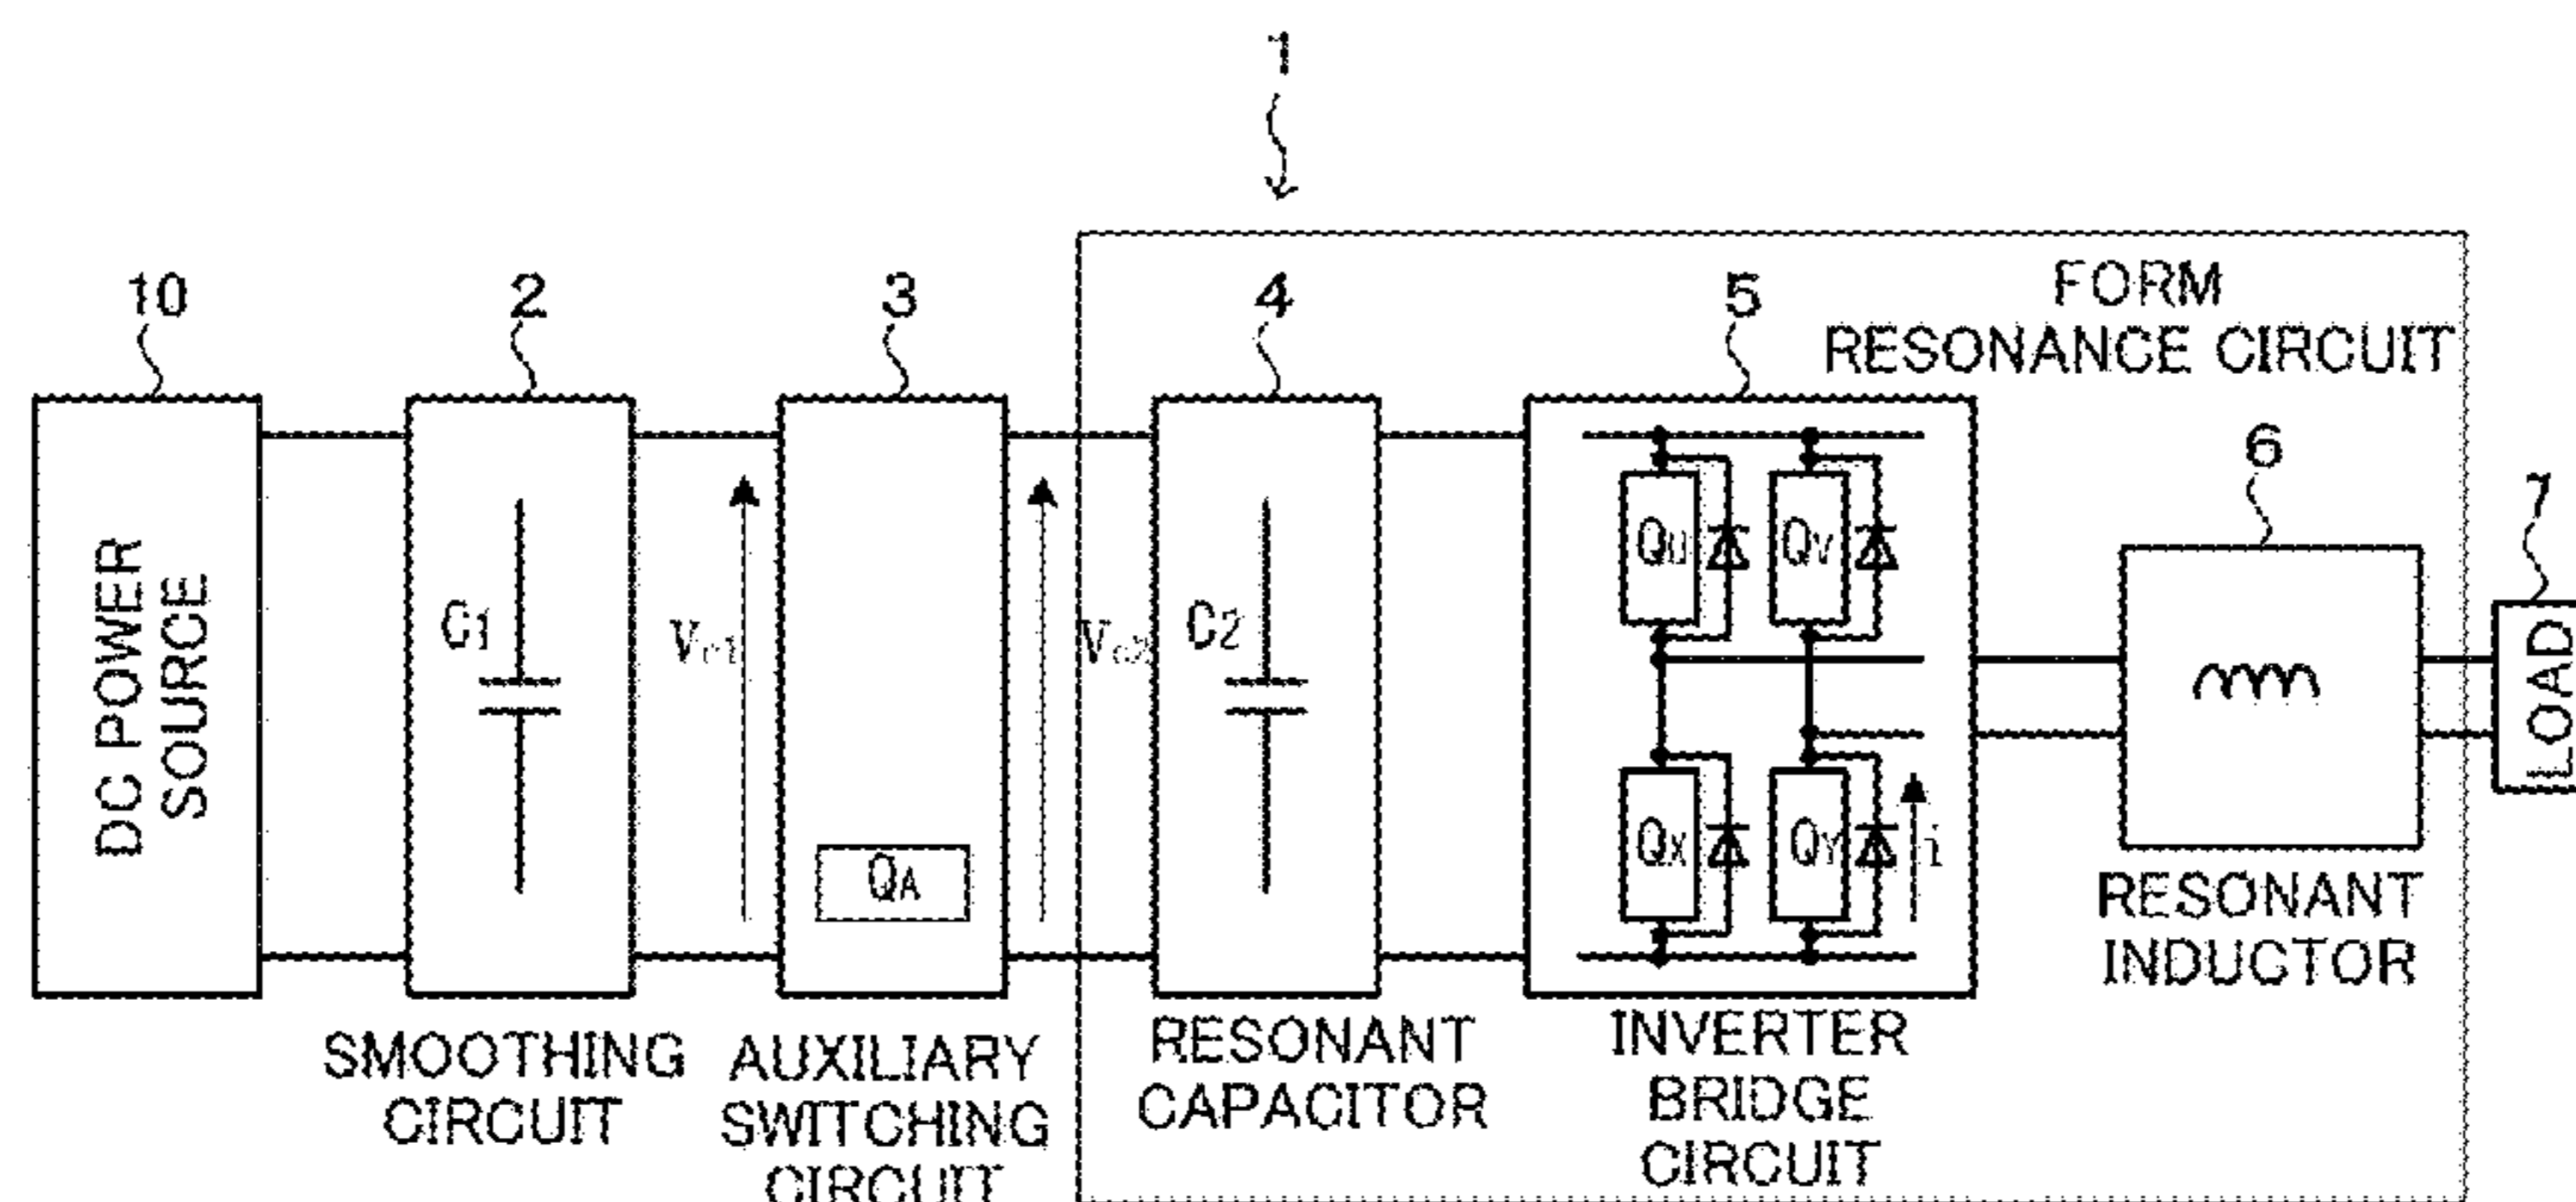 1
FORM
RESONANCE CIRCUIT
10
2
3
4
5
6
7
DC POWER
SOURCE
C1
Vc1
QA
Vc2
C2
QU
QV
QX
QY
i
LOAD
SMOOTHING
CIRCUIT
AUXILIARY
SWITCHING
CIRCUIT
RESONANT
CAPACITOR
INVERTER
BRIDGE
CIRCUIT
RESONANT
INDUCTOR